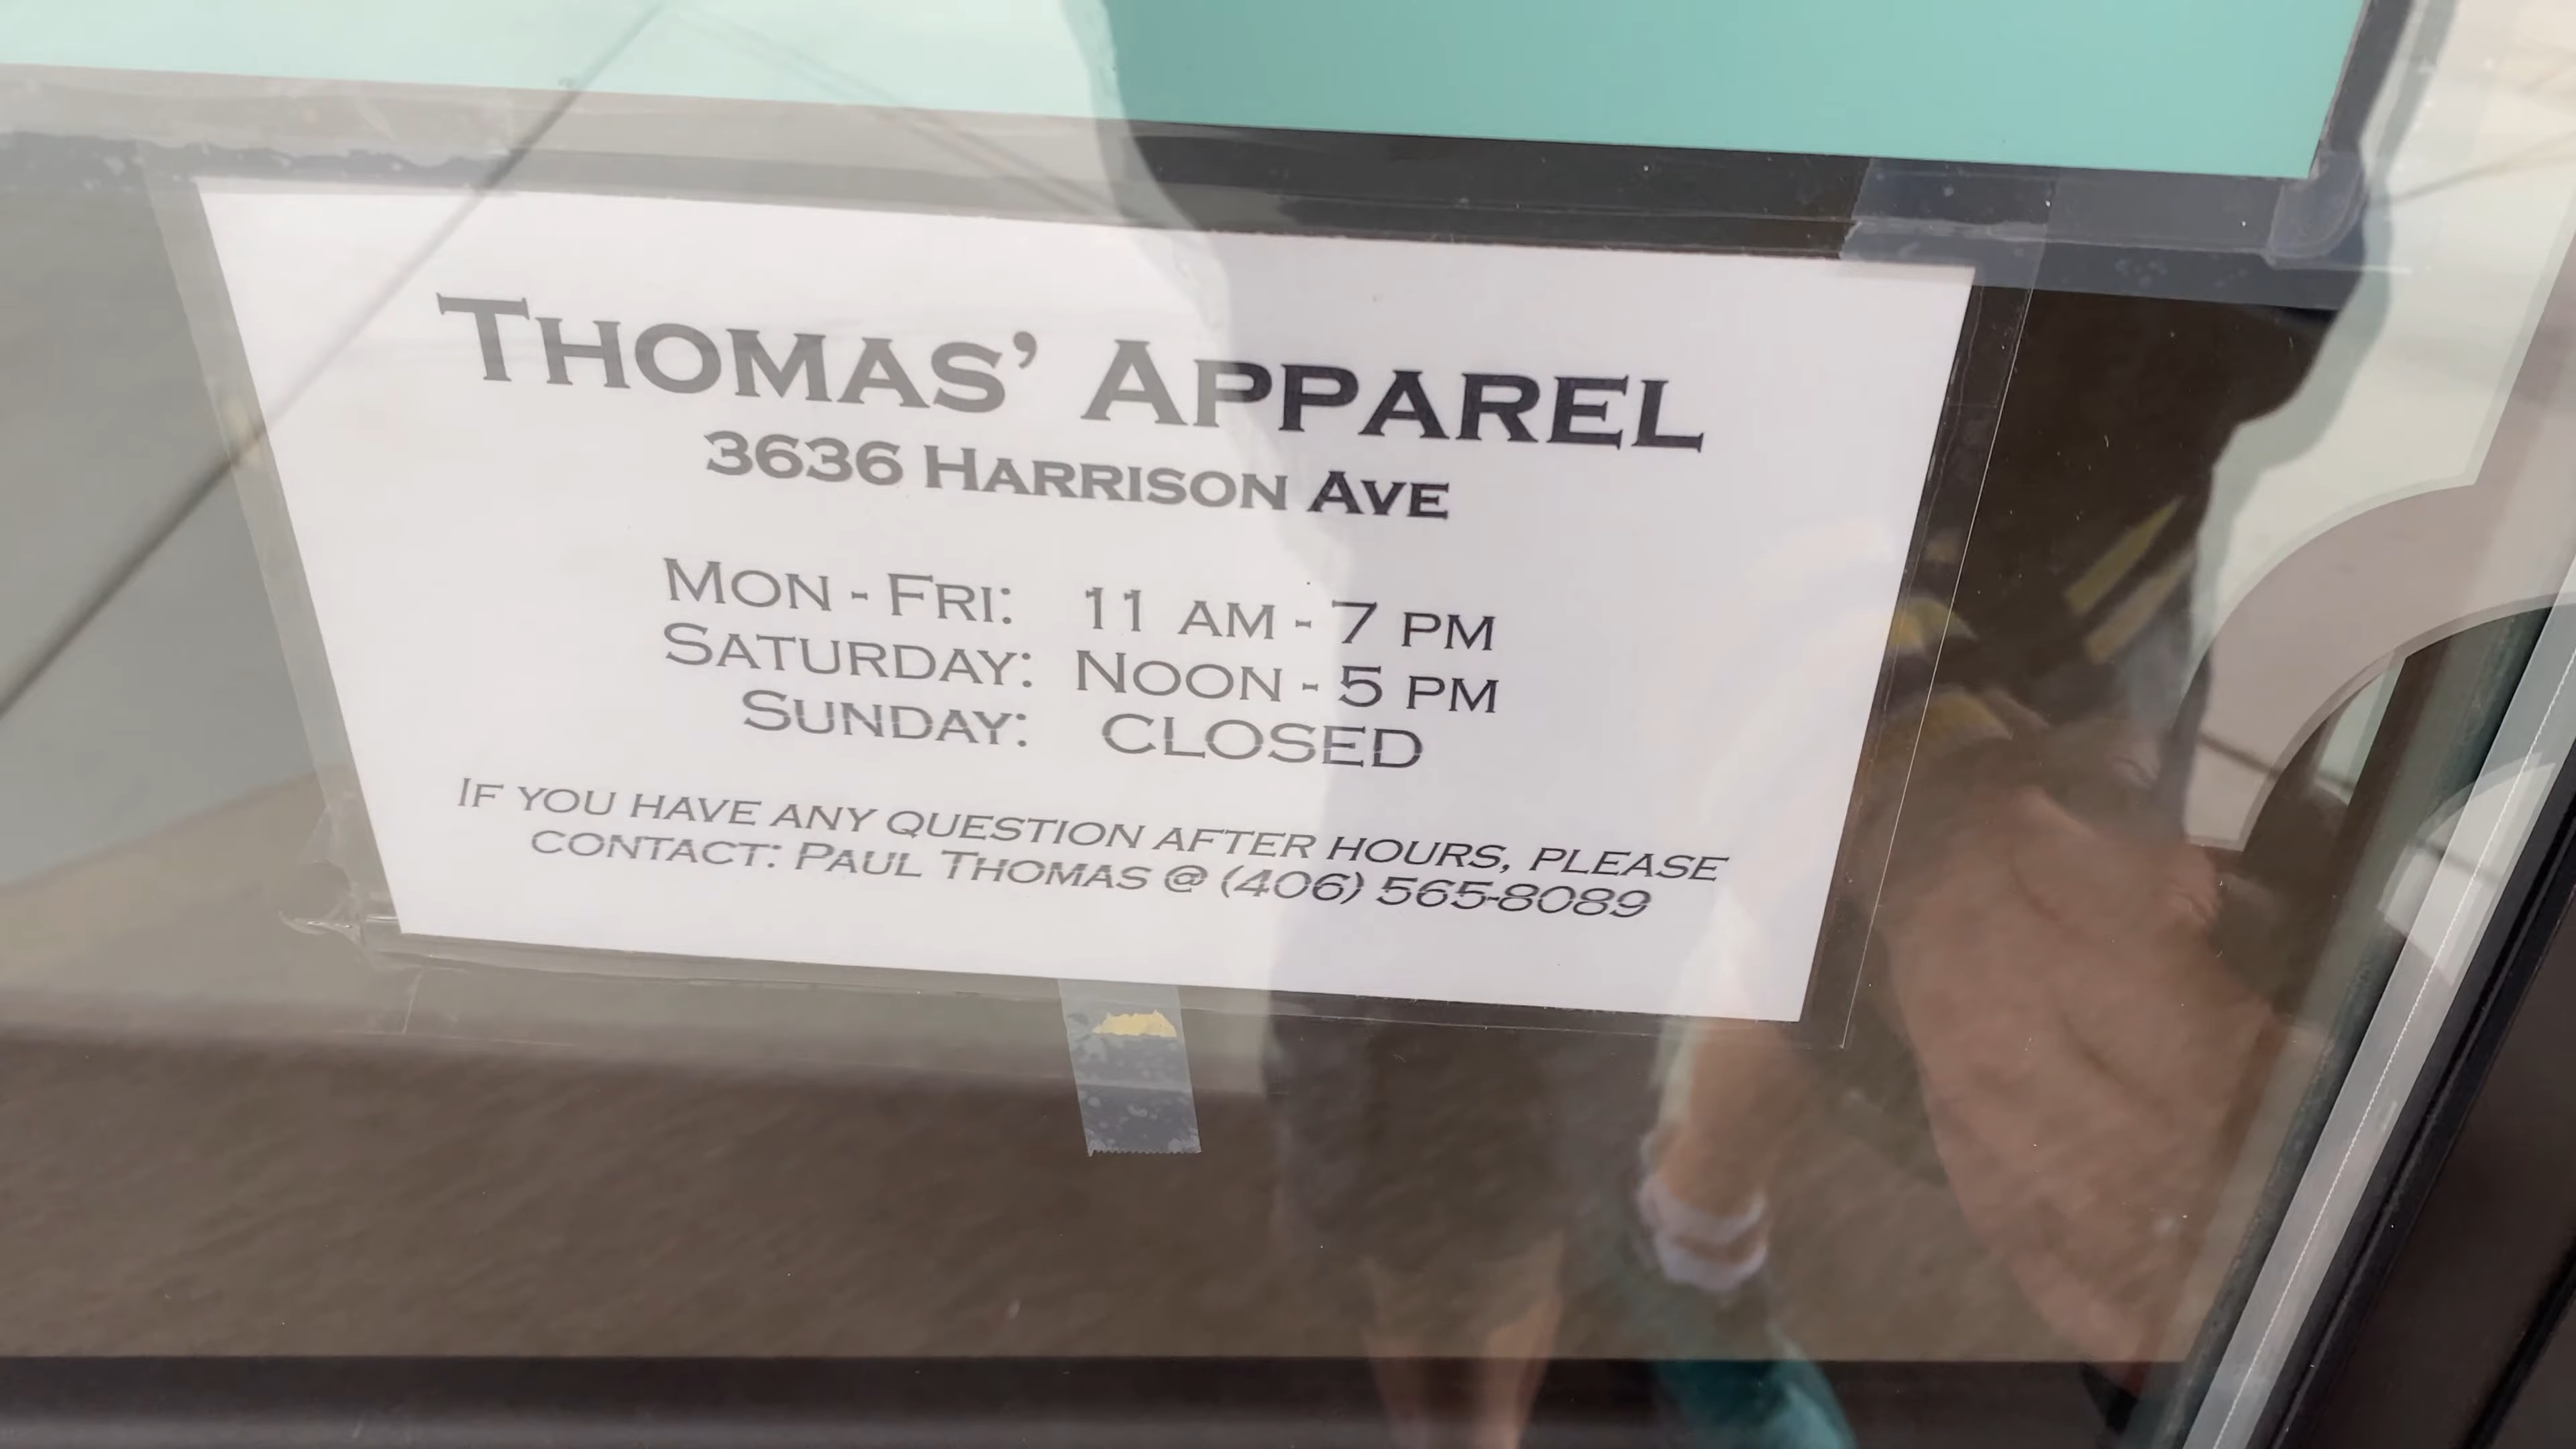 THOMAS' APPAREL
3636 HARRISON AVE
MON - FRI: 11 AM - 7 PM
SATURDAY: NOON - 5 PM
SUNDAY: CLOSED
IF YOU HAVE ANY QUESTION AFTER HOURS, PLEASE
CONTACT: PAUL THOMAS @ (406) 565-8089